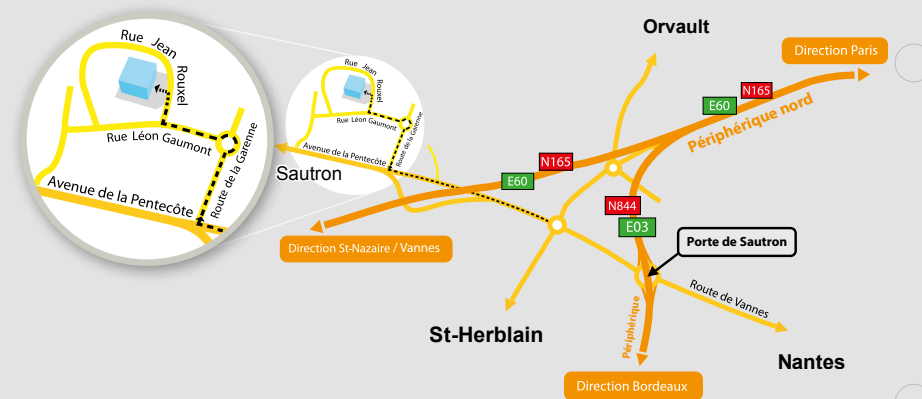 Orvault
Direction Paris
N165
E60
Périphérique nord
Rue Jean Rouxel
Rue Léon Gaumont
Route de la Garenne
Avenue de la Pentecôte
Rue Jean Rouxel
Rue Léon Gaumont
Route de la Garenne
Avenue de la Pentecôte
Sautron
N165
E60
N844
E03
Direction St-Nazaire / Vannes
Porte de Sautron
Route de Vannes
Périphérique
St-Herblain
Nantes
Direction Bordeaux